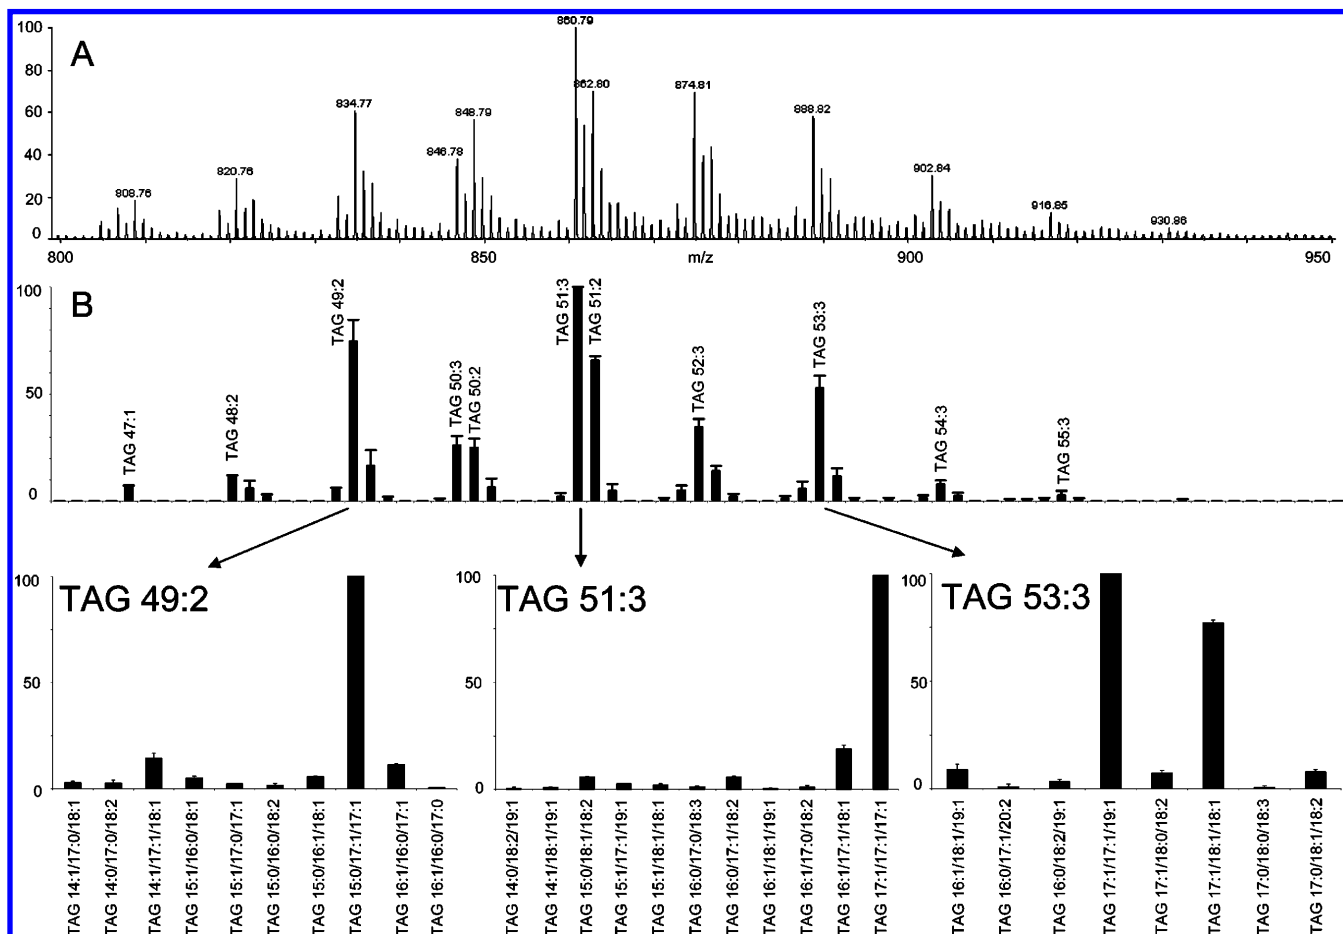 A
100
80
60
40
20
0
808.76
820.76
834.77
846.78
848.79
860.79
862.80
874.81
888.82
902.84
916.85
930.86
800
850
m/z
900
950
B
100
50
0
TAG 47:1
TAG 48:2
TAG 49:2
TAG 50:3
TAG 50:2
TAG 51:3
TAG 51:2
TAG 52:3
TAG 53:3
TAG 54:3
TAG 55:3
TAG 49:2
100
50
0
TAG 14:1/17:0/18:1
TAG 14:0/17:0/18:2
TAG 14:1/17:1/18:1
TAG 15:1/16:0/18:1
TAG 15:1/17:0/17:1
TAG 15:0/16:0/18:2
TAG 15:0/16:1/18:1
TAG 15:0/17:1/17:1
TAG 16:1/16:0/17:1
TAG 16:1/16:0/17:0
TAG 51:3
100
50
0
TAG 14:0/18:2/19:1
TAG 14:1/18:1/19:1
TAG 15:0/18:1/18:2
TAG 15:1/17:1/19:1
TAG 15:1/18:1/18:1
TAG 16:0/17:0/18:3
TAG 16:0/17:1/18:2
TAG 16:1/18:1/19:1
TAG 16:1/17:0/18:2
TAG 16:1/17:1/18:1
TAG 17:1/17:1/17:1
TAG 53:3
100
50
0
TAG 16:1/18:1/19:1
TAG 16:0/17:1/20:2
TAG 16:0/18:2/19:1
TAG 17:1/17:1/19:1
TAG 17:1/18:0/18:2
TAG 17:1/18:1/18:1
TAG 17:0/18:0/18:3
TAG 17:0/18:1/18:2